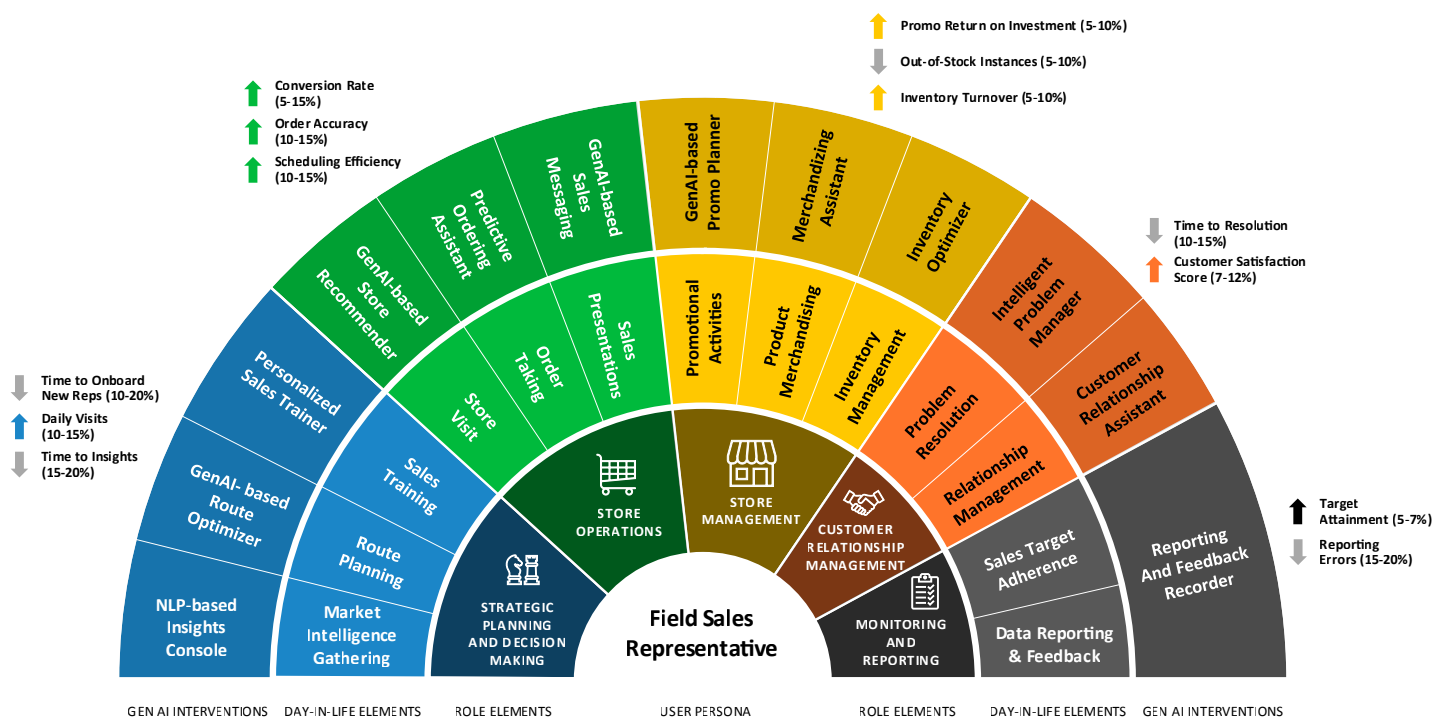 Promo Return on Investment (5-10%)
Out-of-Stock Instances (5-10%)
Inventory Turnover (5-10%)
Conversion Rate
(5-15%)
Order Accuracy
(10-15%)
Scheduling Efficiency
(10-15%)
Time to Resolution
(10-15%)
Customer Satisfaction
Score (7-12%)
Time to Onboard
New Reps (10-20%)
Daily Visits
(10-15%)
Time to Insights
(15-20%)
Target
Attainment (5-7%)
Reporting
Errors (15-20%)
NLP-based
Insights
Console
GenAI- based
Route
Optimizer
Personalized
Sales Trainer
GenAI-based
Store
Recommender
Predictive
Ordering
Assistant
GenAI-based
Sales
Messaging
GenAI-based
Promo Planner
Merchandizing
Assistant
Inventory
Optimizer
Intelligent
Problem
Manager
Customer
Relationship
Assistant
Reporting
And Feedback
Recorder
Market
Intelligence
Gathering
Route
Planning
Sales
Training
Store
Visit
Order
Taking
Sales
Presentations
Promotional
Activities
Product
Merchandising
Inventory
Management
Problem
Resolution
Relationship
Management
Sales Target
Adherence
Data Reporting
& Feedback
STRATEGIC
PLANNING
AND DECISION
MAKING
STORE
OPERATIONS
STORE
MANAGEMENT
CUSTOMER
RELATIONSHIP
MANAGEMENT
MONITORING
AND
REPORTING
Field Sales
Representative
GEN AI INTERVENTIONS
DAY-IN-LIFE ELEMENTS
ROLE ELEMENTS
USER PERSONA
ROLE ELEMENTS
DAY-IN-LIFE ELEMENTS
GEN AI INTERVENTIONS